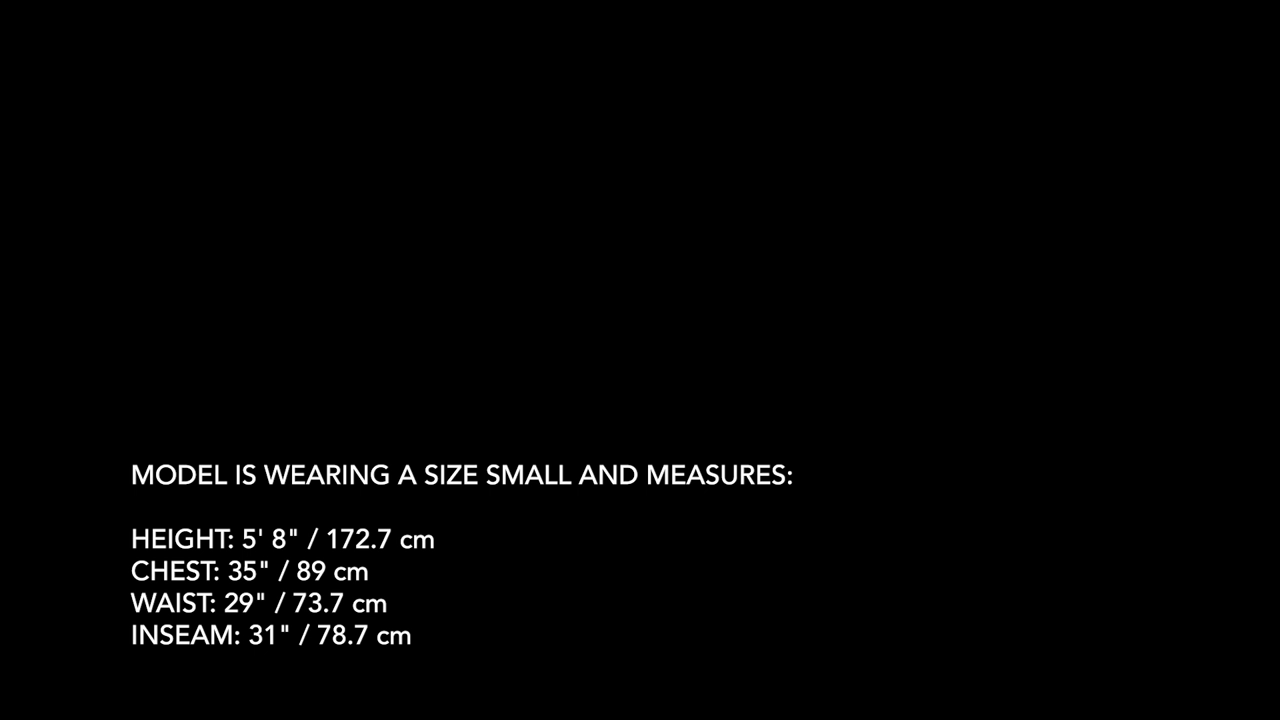 MODEL IS WEARING A SIZE SMALL AND MEASURES:
HEIGHT: 5' 8" / 172.7 cm
CHEST: 35" / 89 cm
WAIST: 29" / 73.7 cm
INSEAM: 31" / 78.7 cm